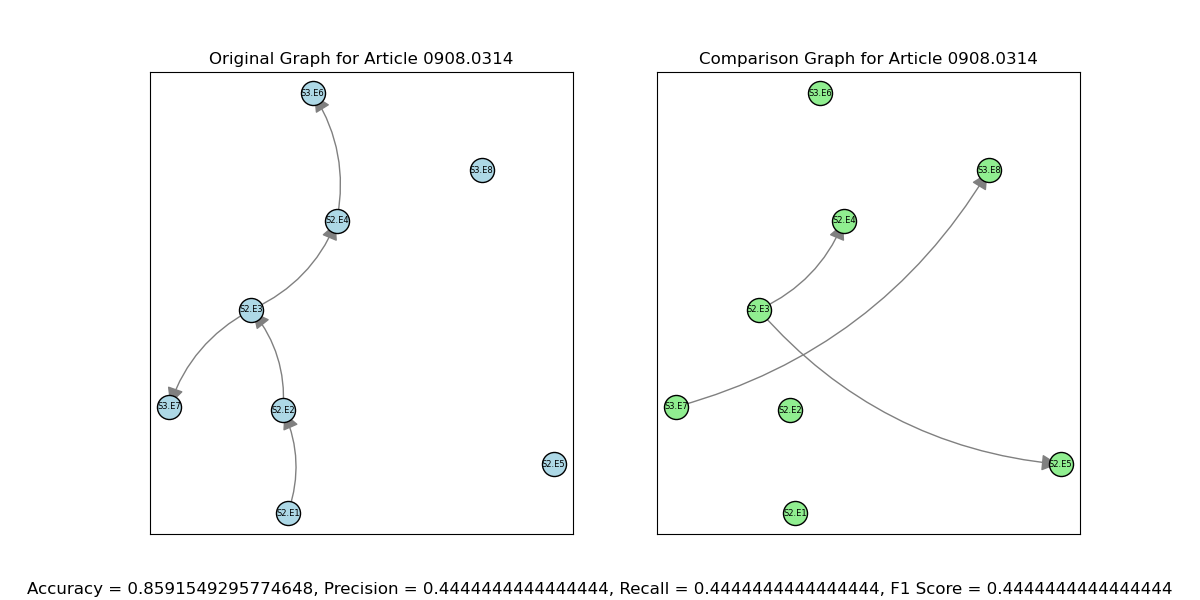 Original Graph for Article 0908.0314
S3.E6
S3.E8
S2.E4
S2.E3
S3.E7
S2.E2
S2.E5
S2.E1
Comparison Graph for Article 0908.0314
S3.E6
S3.E8
S2.E4
S2.E3
S3.E7
S2.E2
S2.E5
S2.E1
Accuracy = 0.8591549295774648, Precision = 0.4444444444444444, Recall = 0.4444444444444444, F1 Score = 0.4444444444444444